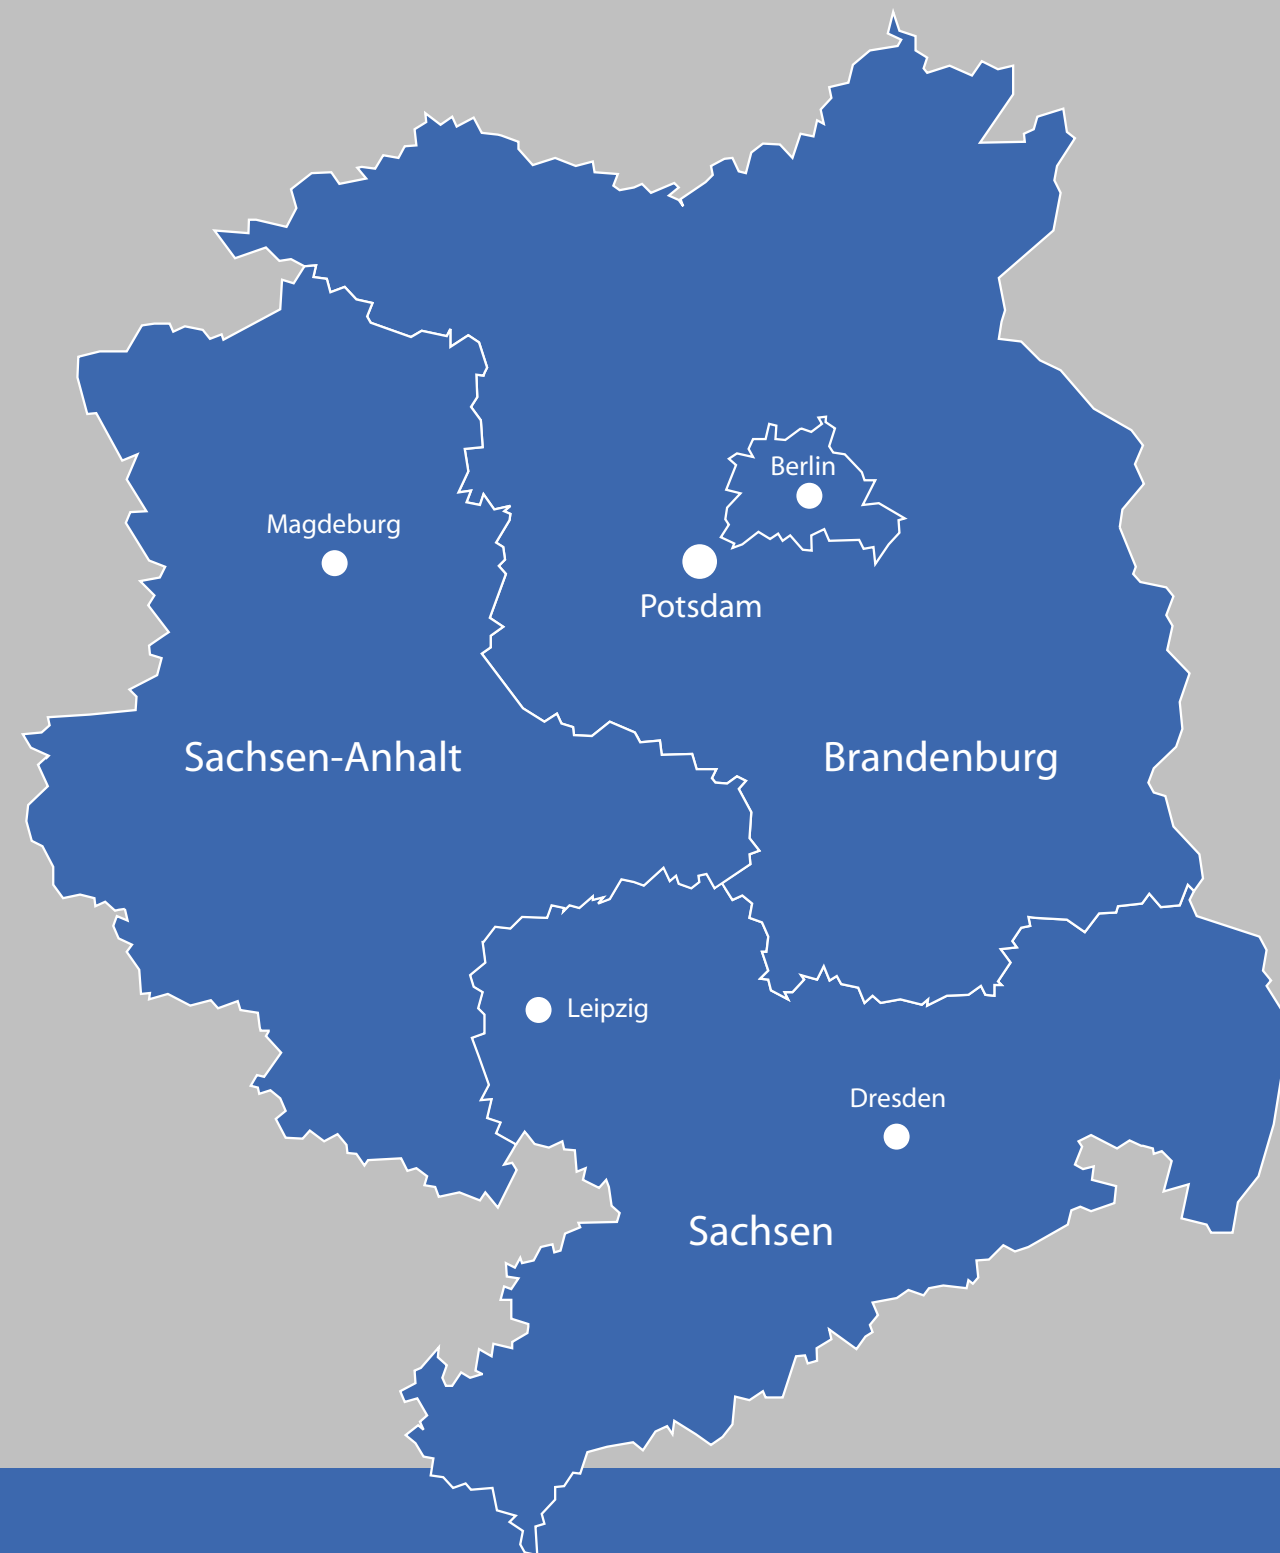 Berlin
Magdeburg
Potsdam
Sachsen-Anhalt
Brandenburg
Leipzig
Dresden
Sachsen